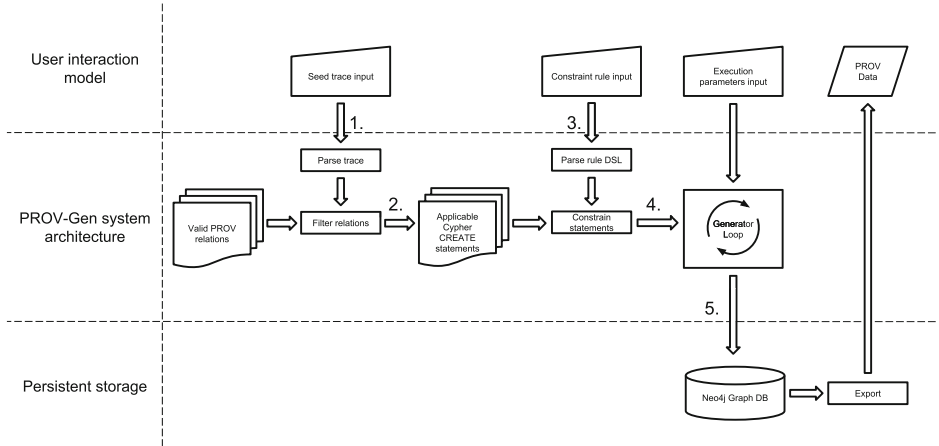 User interaction
model
Seed trace input
Constraint rule input
Execution
parameters input
PROV
Data
1.
3.
Parse trace
Parse rule DSL
PROV-Gen system
architecture
Valid PROV
relations
Filter relations
2.
Applicable
Cypher
CREATE
statements
Constrain
statements
4.
Generator
Loop
5.
Persistent storage
Neo4j Graph DB
Export